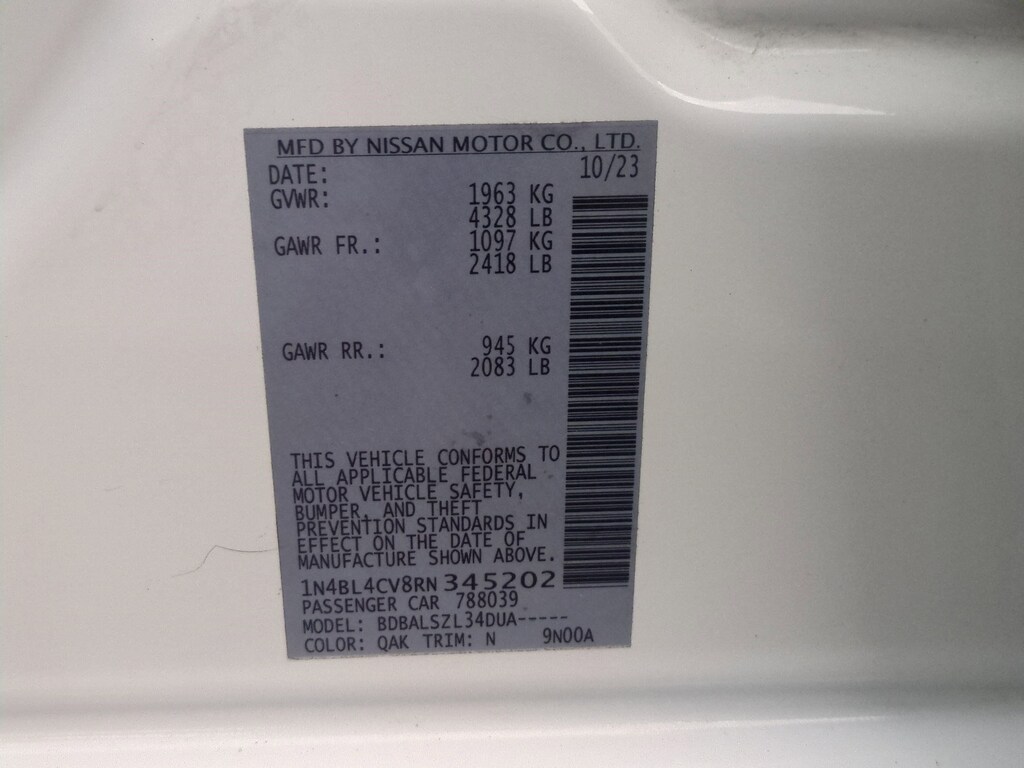 MFD BY NISSAN MOTOR CO., LTD.
DATE: 10/23
GVWR: 1963 KG
4328 LB
GAWR FR.: 1097 KG
2418 LB
GAWR RR.: 945 KG
2083 LB
THIS VEHICLE CONFORMS TO
ALL APPLICABLE FEDERAL
MOTOR VEHICLE SAFETY,
BUMPER, AND THEFT
PREVENTION STANDARDS IN
EFFECT ON THE DATE OF
MANUFACTURE SHOWN ABOVE.
1N4BL4CV8RN 345202
PASSENGER CAR 788039
MODEL: BDBALSZL34DUA-----
COLOR: QAK TRIM: N 9N00A